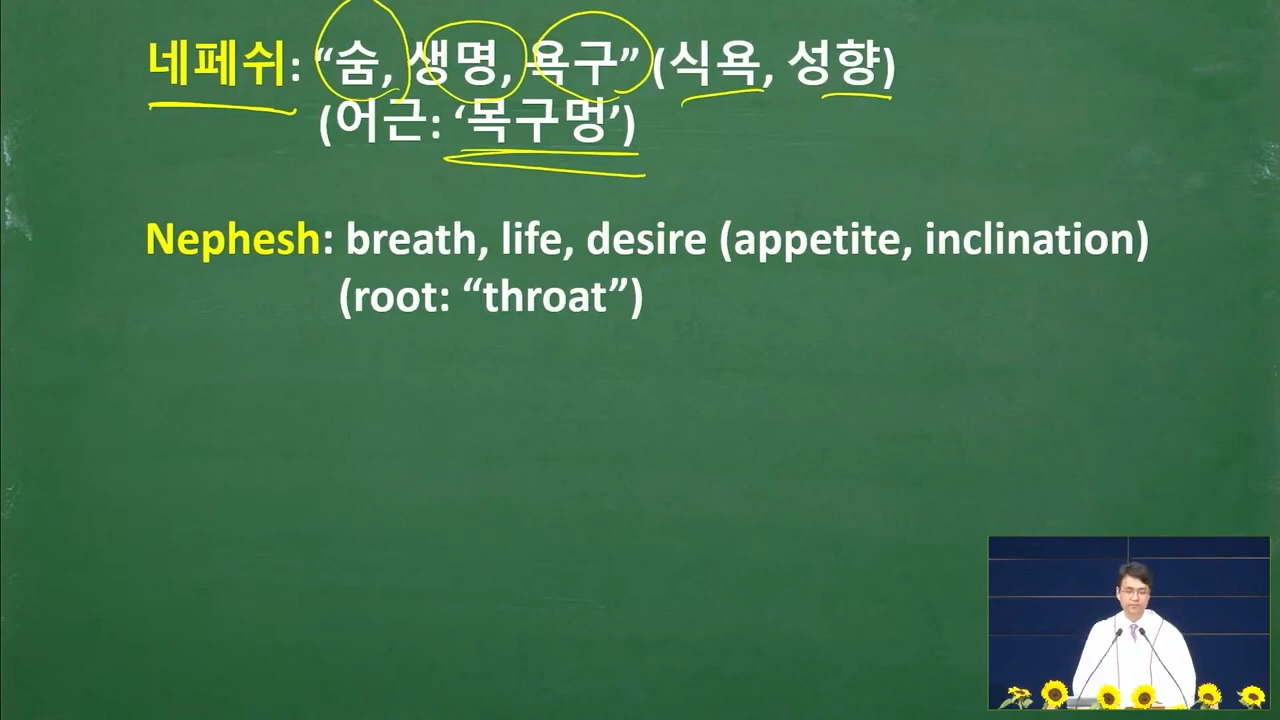 네페쉬: “숨, 생명, 욕구” (식욕, 성향)
(어근: ‘목구멍’)
Nephesh: breath, life, desire (appetite, inclination)
(root: “throat”)